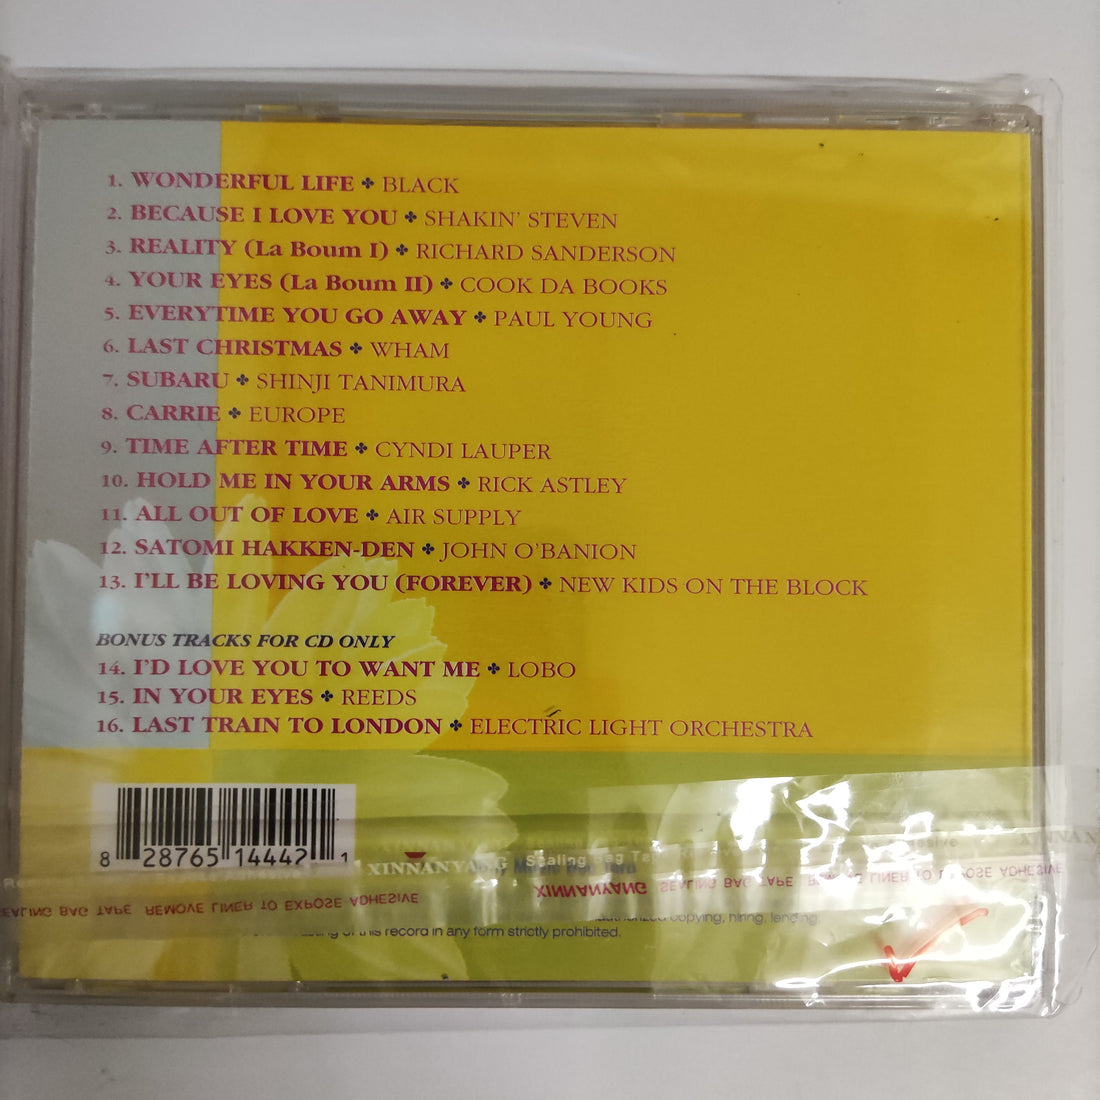 1. WONDERFUL LIFE ✤ BLACK
2. BECAUSE I LOVE YOU ✤ SHAKIN' STEVEN
3. REALITY (La Boum I) ✤ RICHARD SANDERSON
4. YOUR EYES (La Boum II) ✤ COOK DA BOOKS
5. EVERYTIME YOU GO AWAY ✤ PAUL YOUNG
6. LAST CHRISTMAS ✤ WHAM
7. SUBARU ✤ SHINJI TANIMURA
8. CARRIE ✤ EUROPE
9. TIME AFTER TIME ✤ CYNDI LAUPER
10. HOLD ME IN YOUR ARMS ✤ RICK ASTLEY
11. ALL OUT OF LOVE ✤ AIR SUPPLY
12. SATOMI HAKKEN-DEN ✤ JOHN O'BANION
13. I'LL BE LOVING YOU (FOREVER) ✤ NEW KIDS ON THE BLOCK
BONUS TRACKS FOR CD ONLY
14. I'D LOVE YOU TO WANT ME ✤ LOBO
15. IN YOUR EYES ✤ REEDS
16. LAST TRAIN TO LONDON ✤ ELECTRIC LIGHT ORCHESTRA
8 28765 14442 1
XINNANYANG Sealing Bag
XINNANYANG SEALING BAG TAPE REMOVE LINER TO EXPOSE ADHESIVE
SEALING BAG TAPE REMOVE LINER TO EXPOSE ADHESIVE
copying, hiring, lending,
of this record in any form strictly prohibited.